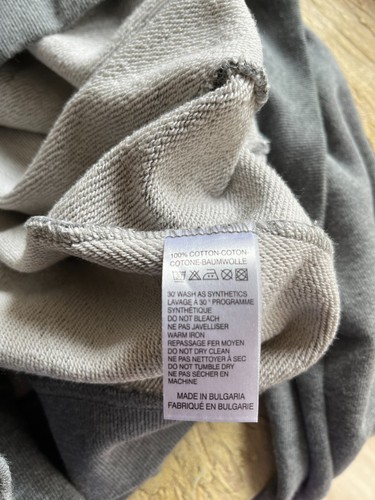 100% COTTON-COTON
COTONE-BAUMWOLLE
30° WASH AS SYNTHETICS
LAVAGE A 30° PROGRAMME
SYNTHÉTIQUE
DO NOT BLEACH
NE PAS JAVELLISER
WARM IRON
REPASSAGE FER MOYEN
DO NOT DRY CLEAN
NE PAS NETTOYER À SEC
DO NOT TUMBLE DRY
NE PAS SÉCHER EN
MACHINE
MADE IN BULGARIA
FABRIQUÉ EN BULGARIE